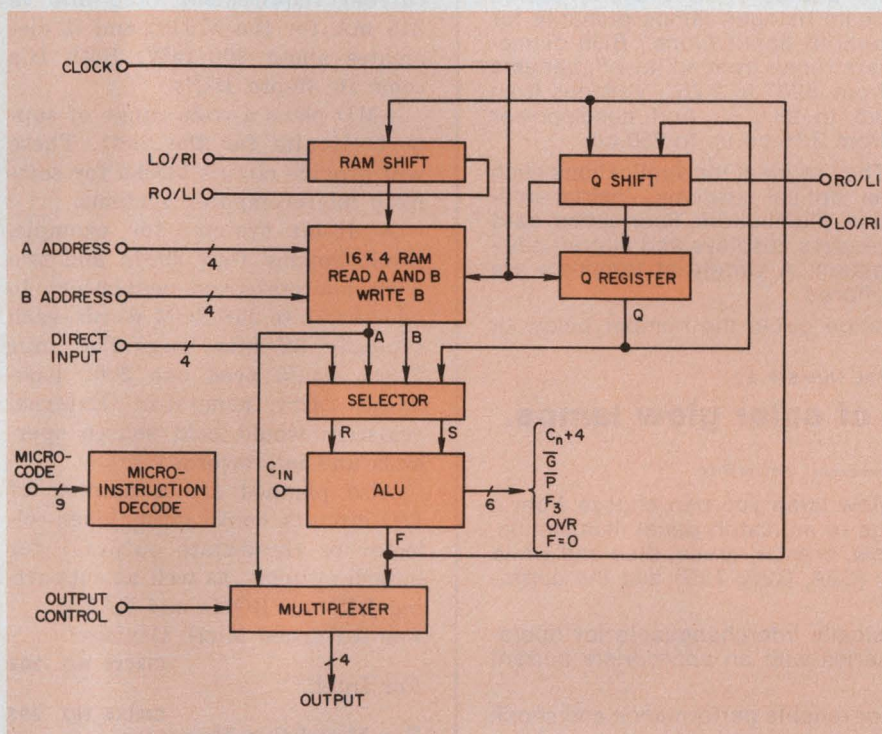 CLOCK
LO/RI
RO/LI
RAM SHIFT
Q SHIFT
RO/LI
LO/RI
A ADDRESS
4
B ADDRESS
4
16 × 4 RAM
READ A AND B
WRITE B
Q REGISTER
Q
A
B
DIRECT
INPUT
4
SELECTOR
R
S
MICRO-
CODE
9
MICRO-
INSTRUCTION
DECODE
C_IN
ALU
6
C_n+4
G̅
P̅
F₃
OVR
F=0
F
OUTPUT
CONTROL
MULTIPLEXER
4
OUTPUT